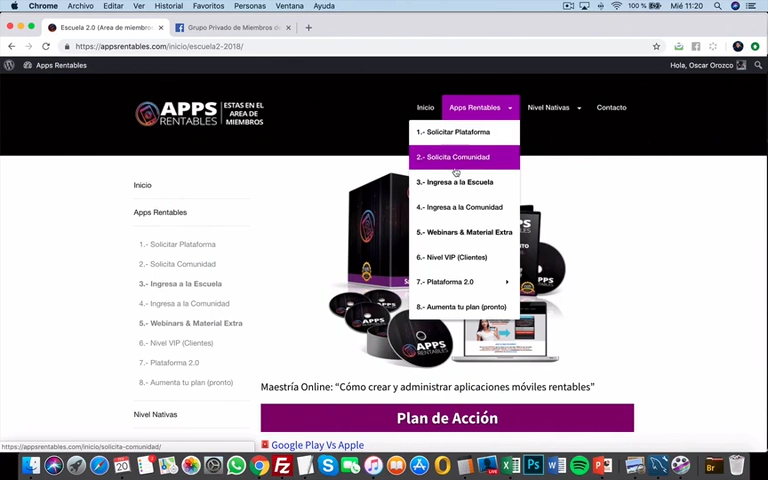 Chrome Archivo Editar Ver Historial Favoritos Personas Ventana Ayuda
100 % Mié 11:20
Escuela 2.0 (Area de miembros
Grupo Privado de Miembros d
https://appsrentables.com/inicio/escuela2-2018/
Apps Rentables
Hola, Oscar Orozco
APPS RENTABLES
ESTAS EN EL AREA DE MIEMBROS
Inicio Apps Rentables Nivel Nativas Contacto
1.- Solicitar Plataforma
2.- Solicita Comunidad
3.- Ingresa a la Escuela
4.- Ingresa a la Comunidad
5.- Webinars & Material Extra
6.- Nivel VIP (Clientes)
7.- Plataforma 2.0
8.- Aumenta tu plan (pronto)
Inicio
Apps Rentables
1.- Solicitar Plataforma
2.- Solicita Comunidad
3.- Ingresa a la Escuela
4.- Ingresa a la Comunidad
5.- Webinars & Material Extra
6.- Nivel VIP (Clientes)
7.- Plataforma 2.0
8.- Aumenta tu plan (pronto)
Nivel Nativas
APPS
Maestría Online: “Cómo crear y administrar aplicaciones móviles rentables”
Plan de Acción
Google Play Vs Apple
https://appsrentables.com/inicio/solicita-comunidad/
20
Ps
Br